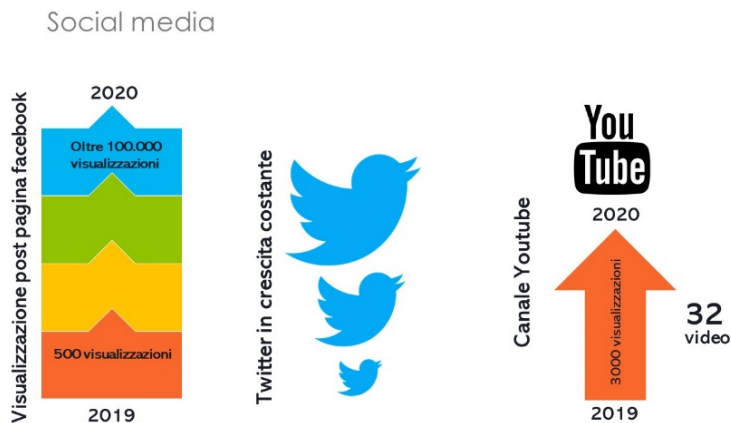 Social media
Visualizzazione post pagina facebook
2020
Oltre 100.000
visualizzazioni
500 visualizzazioni
2019
Twitter in crescita costante
Canale Youtube
You
Tube
2020
3000 visualizzazioni
2019
32
video